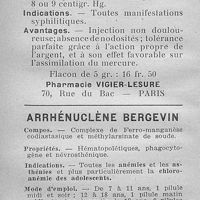 8 ou 9 centigr. Hg.
Indications. — Toutes manifestations
syphilitiques.
Avantages. — Injection non doulou-
reuse; absence de nodosités; tolérance
parfaite grâce à l'action propre de
l'argent, et à son effet favorable sur
l'assimilation du mercure.
Flacon de 5 gr. : 16 fr. 50
Pharmacie VIGIER-LESURE
70, Rue du Bac — PARIS
ARRHÉNUCLÈNE BERGEVIN
Compos. — Complexe de Ferro-manganèse
codiastasique et méthylarsinate de soude.
Propriétés. — Hématopoïétiques, phagocyto-
gène et névrosthénique.
Indications. — Toutes les anémies et les as-
thénies et plus particulièrement la chloro-
anémie des adolescents.
Mode d'emploi. — De 7 à 11 ans, 1 pilule
midi et soir; 12 à 18 ans, 1 pilule matin